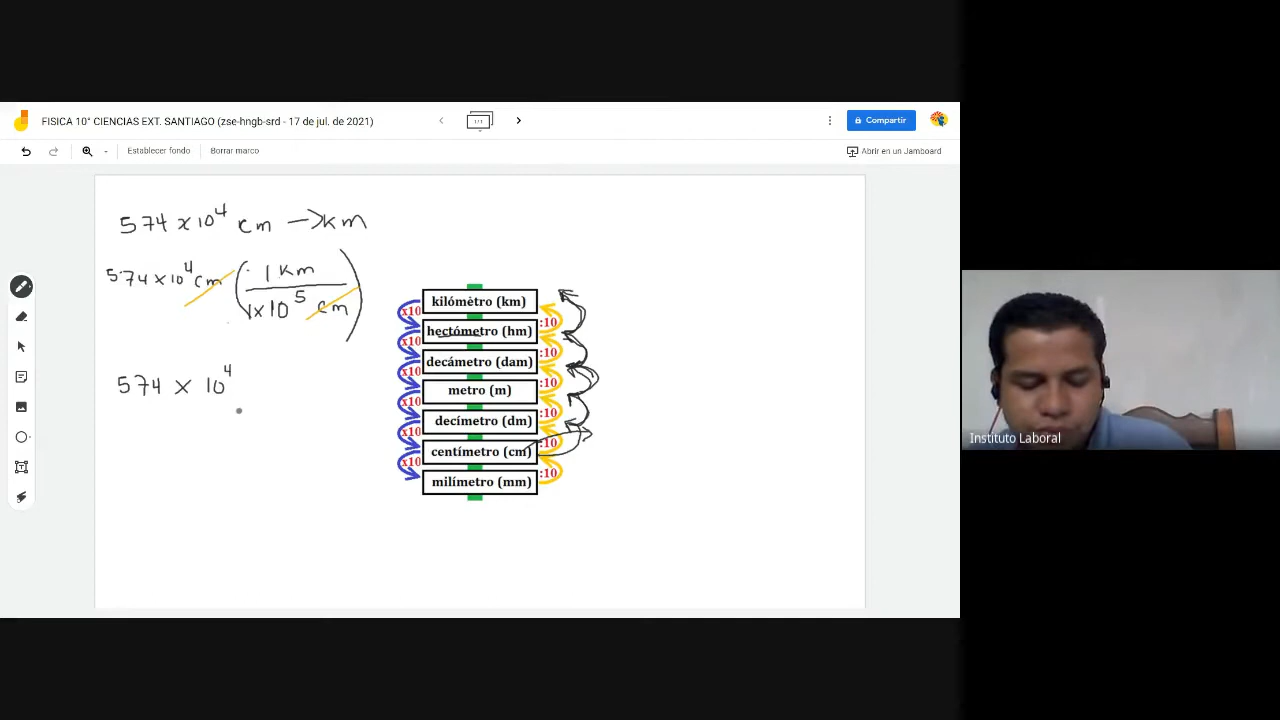 FISICA 10° CIENCIAS EXT. SANTIAGO (zse-hngb-srd - 17 de jul. de 2021)
1/1
Compartir
Establecer fondo
Borrar marco
Abrir en un Jamboard
574 x 10⁴ cm → km
574 x 10⁴ cm ( 1 Km
1x10⁵ cm )
574 x 10⁴
kilómetro (km)
x10 :10
hectómetro (hm)
x10 :10
decámetro (dam)
x10 :10
metro (m)
x10 :10
decímetro (dm)
x10 :10
centímetro (cm)
x10 :10
milímetro (mm)
Instituto Laboral